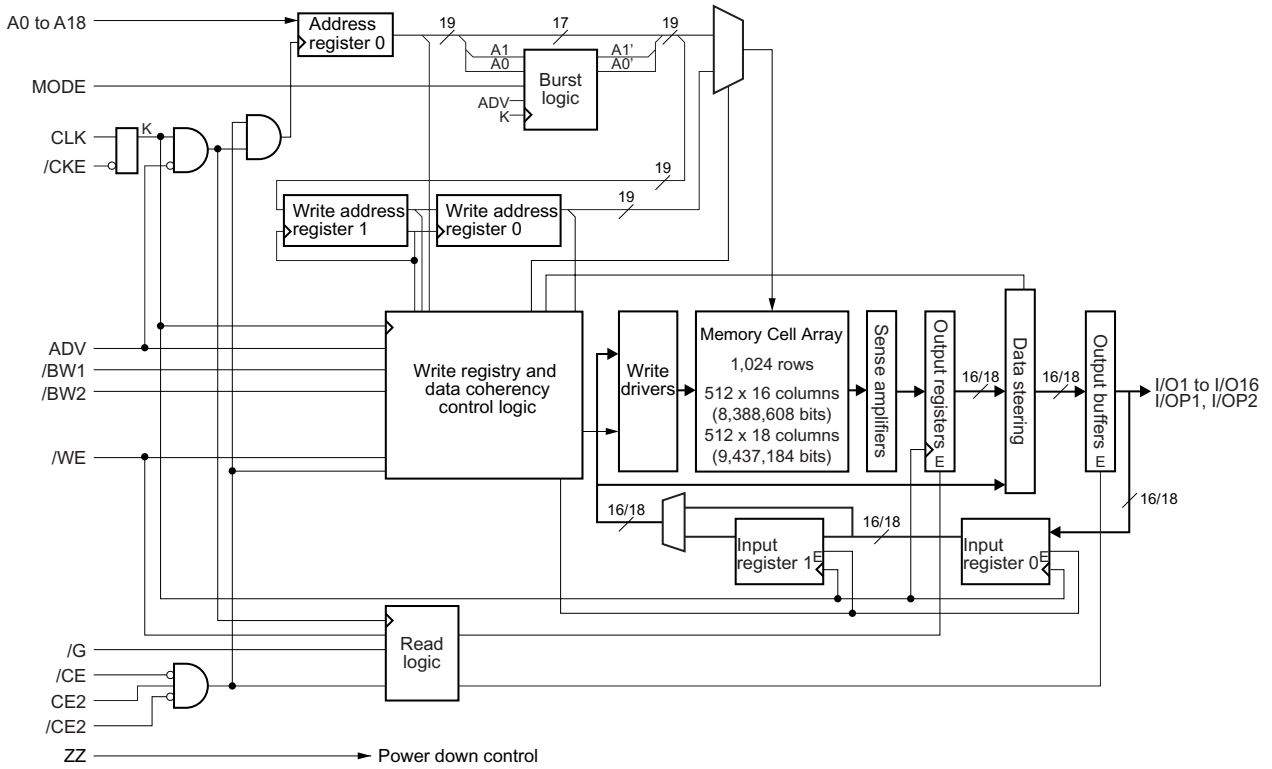 A0 to A18
Address
register 0
19
17
19
A1
A0
A1'
A0'
Burst
logic
MODE
ADV
K
CLK
K
/CKE
19
19
Write address
register 1
Write address
register 0
ADV
/BW1
/BW2
/WE
Write registry and
data coherency
control logic
Write
drivers
Memory Cell Array
1,024 rows
512 x 16 columns
(8,388,608 bits)
512 x 18 columns
(9,437,184 bits)
Sense amplifiers
Output registers
E
16/18
Data steering
16/18
Output buffers
E
I/O1 to I/O16
I/OP1, I/OP2
16/18
16/18
16/18
Input
register 1
E
Input
register 0
E
/G
Read
logic
/CE
CE2
/CE2
ZZ
Power down control